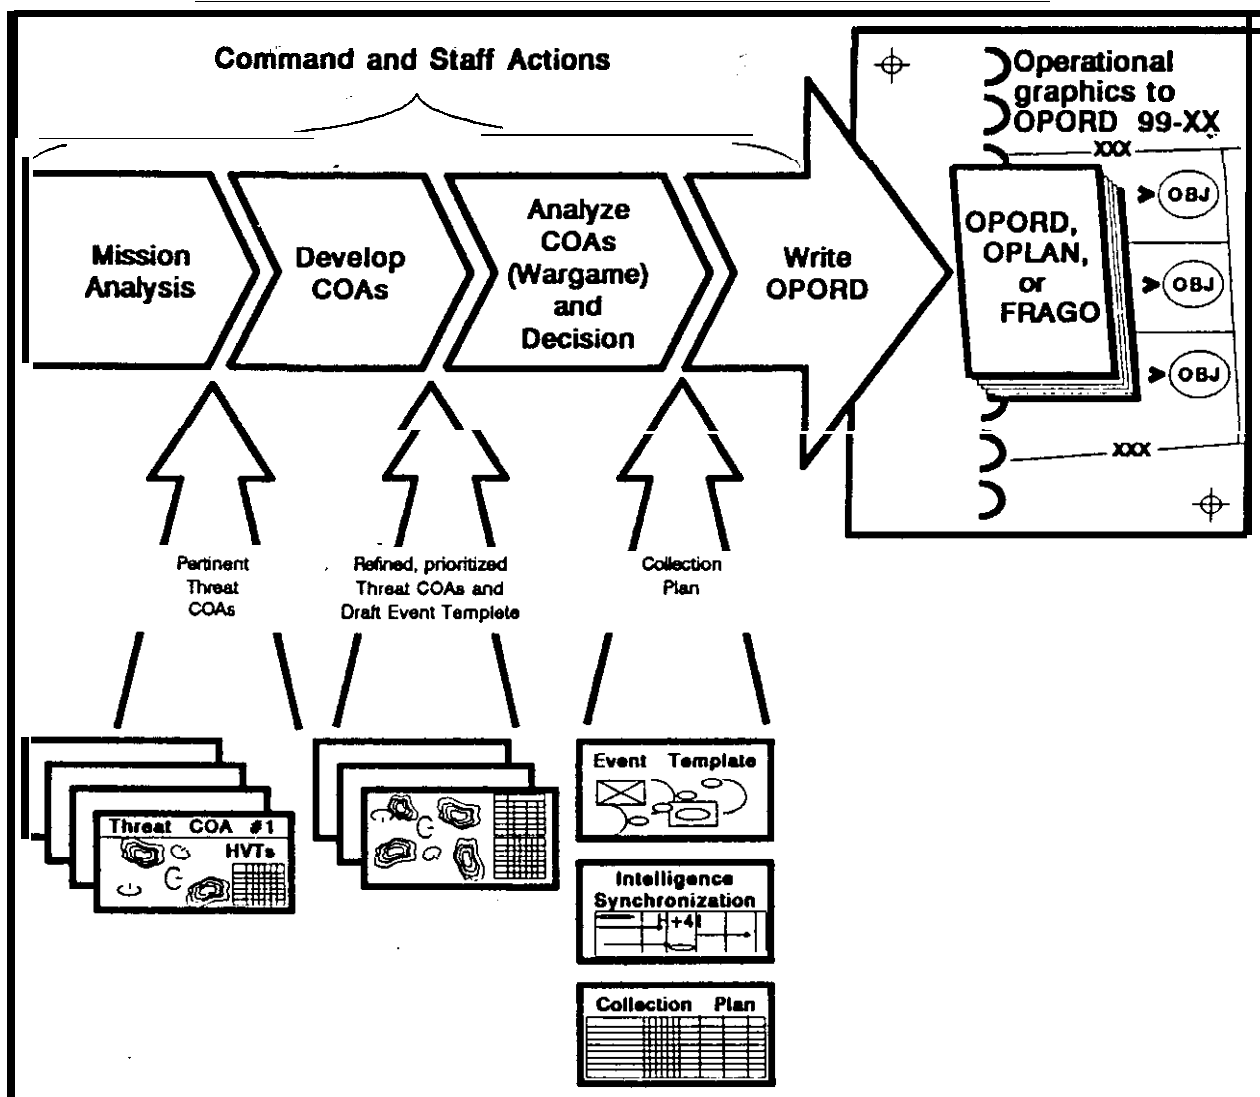 Command and Staff Actions
Mission
Analysis
Develop
COAs
Analyze
COAs
(Wargame)
and
Decision
Write
OPORD
Operational
graphics to
OPORD 99-XX
XXX
OPORD,
OPLAN,
or
FRAGO
OBJ
OBJ
OBJ
XXX
Pertinent
Threat
COAs
Refined, prioritized
Threat COAs and
Draft Event Templete
Collection
Plan
Threat COA #1
HVTs
Event Template
Intelligence
Synchronization
H +4
Collection Plan